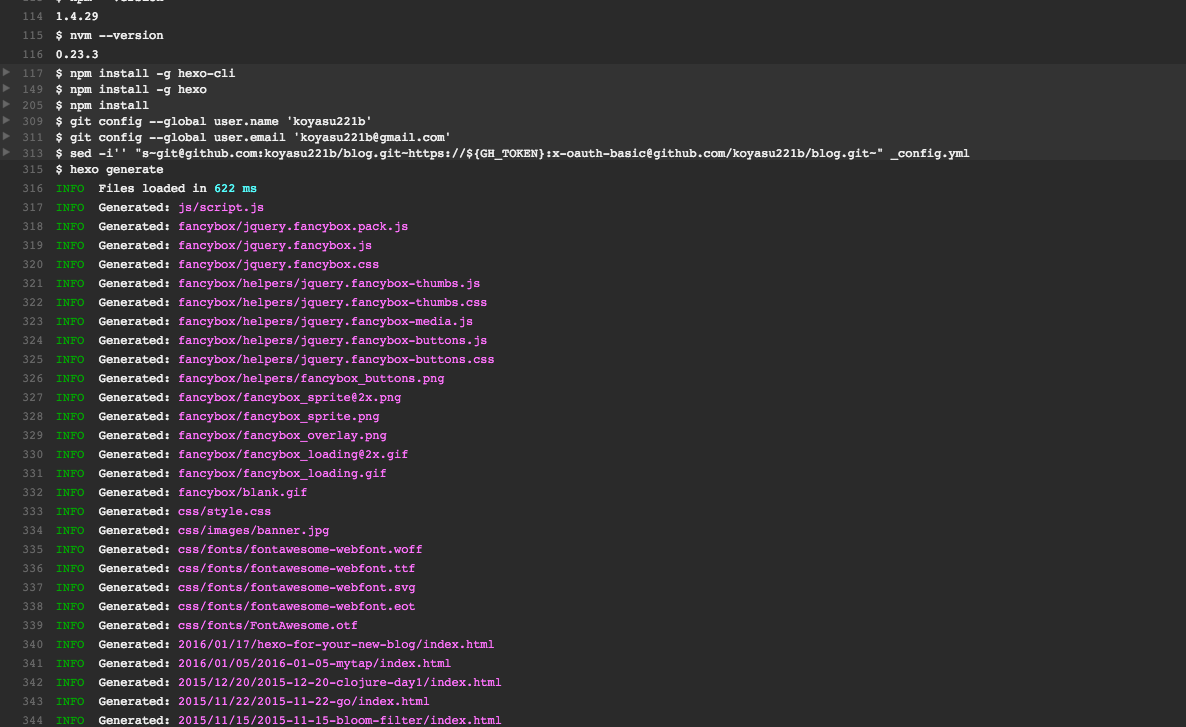 113 $ npm --version
114 1.4.29
115 $ nvm --version
116 0.23.3
117 $ npm install -g hexo-cli
149 $ npm install -g hexo
205 $ npm install
309 $ git config --global user.name 'koyasu221b'
311 $ git config --global user.email 'koyasu221b@gmail.com'
313 $ sed -i'' "s~git@github.com:koyasu221b/blog.git~https://${GH_TOKEN}:x-oauth-basic@github.com/koyasu221b/blog.git~" _config.yml
315 $ hexo generate
316 INFO Files loaded in 622 ms
317 INFO Generated: js/script.js
318 INFO Generated: fancybox/jquery.fancybox.pack.js
319 INFO Generated: fancybox/jquery.fancybox.js
320 INFO Generated: fancybox/jquery.fancybox.css
321 INFO Generated: fancybox/helpers/jquery.fancybox-thumbs.js
322 INFO Generated: fancybox/helpers/jquery.fancybox-thumbs.css
323 INFO Generated: fancybox/helpers/jquery.fancybox-media.js
324 INFO Generated: fancybox/helpers/jquery.fancybox-buttons.js
325 INFO Generated: fancybox/helpers/jquery.fancybox-buttons.css
326 INFO Generated: fancybox/helpers/fancybox_buttons.png
327 INFO Generated: fancybox/fancybox_sprite@2x.png
328 INFO Generated: fancybox/fancybox_sprite.png
329 INFO Generated: fancybox/fancybox_overlay.png
330 INFO Generated: fancybox/fancybox_loading@2x.gif
331 INFO Generated: fancybox/fancybox_loading.gif
332 INFO Generated: fancybox/blank.gif
333 INFO Generated: css/style.css
334 INFO Generated: css/images/banner.jpg
335 INFO Generated: css/fonts/fontawesome-webfont.woff
336 INFO Generated: css/fonts/fontawesome-webfont.ttf
337 INFO Generated: css/fonts/fontawesome-webfont.svg
338 INFO Generated: css/fonts/fontawesome-webfont.eot
339 INFO Generated: css/fonts/FontAwesome.otf
340 INFO Generated: 2016/01/17/hexo-for-your-new-blog/index.html
341 INFO Generated: 2016/01/05/2016-01-05-mytap/index.html
342 INFO Generated: 2015/12/20/2015-12-20-clojure-day1/index.html
343 INFO Generated: 2015/11/22/2015-11-22-go/index.html
344 INFO Generated: 2015/11/15/2015-11-15-bloom-filter/index.html